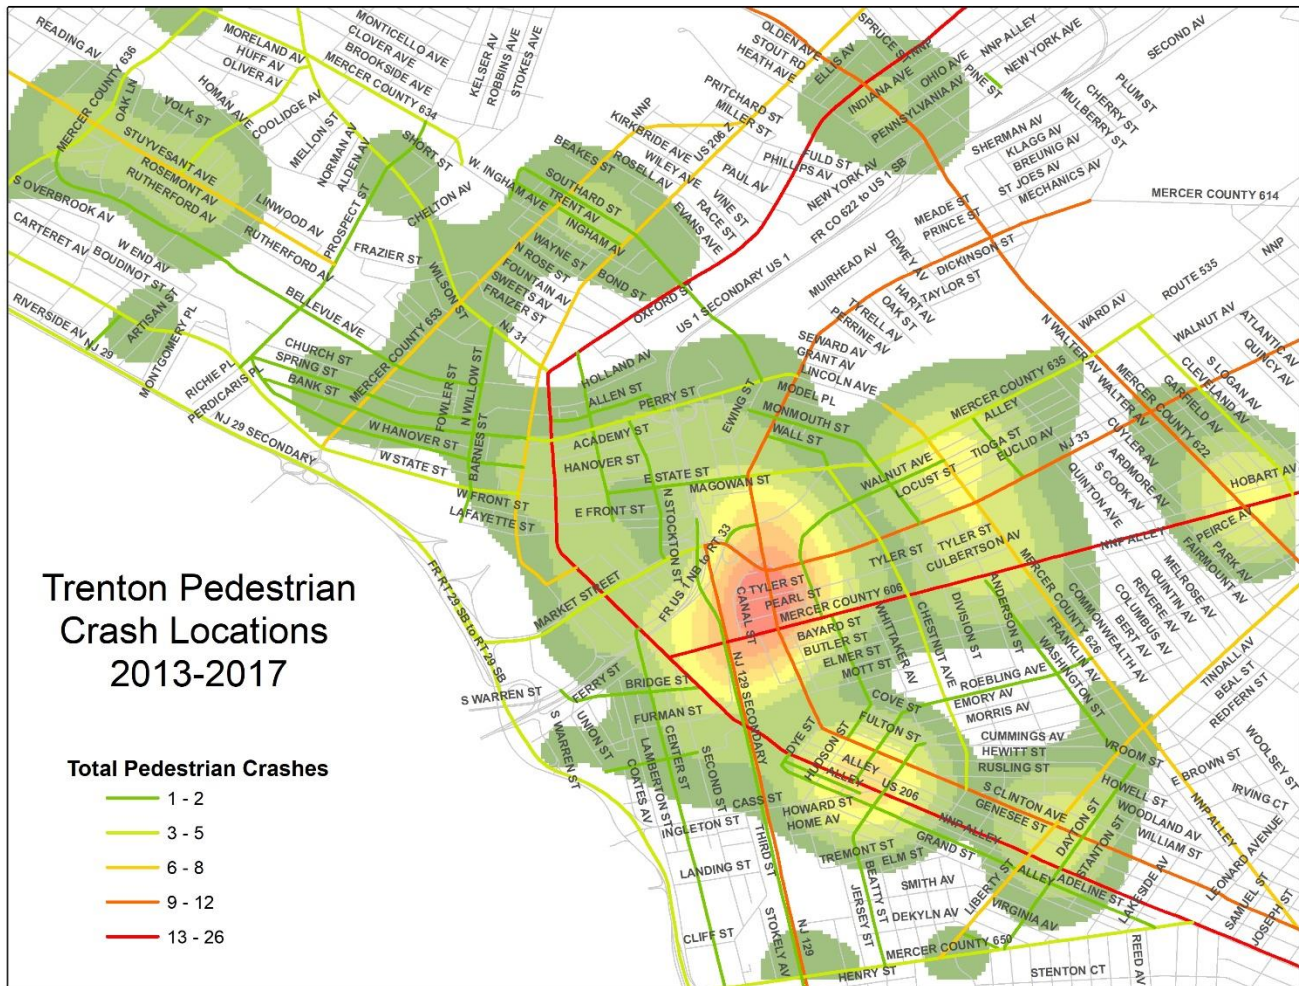 READING AV
MERCER COUNTY 636
OAK LN
MORELAND AV
HUFF AV
OLIVER AV
MONTICELLO AVE
CLOVER AVE
BROOKSIDE AVE
MERCER COUNTY 634
KELSER AV
ROBBINS AVE
STOKES AVE
NNP
KIRKBRIDE AVE
PRITCHARD ST
MILLER ST
OLDEN AV
STOUT RD
HEATH AVE
ELLIS AV
SPRUCE ST
NNP
INDIANA AVE
OHIO AVE
PENNSYLVANIA AV
PINE ST
NNP ALLEY
NEW YORK AVE
SECOND AV
PLUM ST
CHERRY ST
MULBERRY ST
SHERMAN AV
KLAGG AV
BREUNIG AV
ST JOES AV
MECHANICS AV
MERCER COUNTY 614
VOLK ST
HOMAN AVE
COOLIDGE AV
MELLON ST
NORMAN AV
ALDEN AV
SHORT ST
CHELTON AV
W. INGHAM AVE
BEAKES ST
SOUTHARD ST
TRENT AV
INGHAM AV
ROSELL AV
WILEY AVE
EVANS AVE
RACE ST
VINE ST
US 206 Z
PAUL AV
PHILLIPS AV
FULD ST
NEW YORK AV
FR CO 622 to US 1 SB
MEADE ST
PRINCE ST
DICKINSON ST
TAYLOR ST
STUYVESANT AVE
ROSEMONT AV
RUTHERFORD AV
LINWOOD AV
RUTHERFORD AV
S OVERBROOK AV
CARTERET AV
W END AV
BOUDINOT ST
ARTISAN ST
MONTGOMERY PL
PROSPECT ST
FRAZIER ST
WILSON ST
WAYNE ST
N ROSE ST
FOUNTAIN AV
SWEETS AV
FRAIZER ST
BOND ST
NJ 31
OXFORD ST
US 1 SECONDARY US 1
MUIRHEAD AV
DEWEY AV
HART AV
OAK ST
TYRELL AV
PERRINE AV
SEWARD AV
GRANT AV
LINCOLN AVE
N WALTER AV
WALTER AV
WARD AV
ROUTE 535
NNP
WALNUT AV
ATLANTIC AV
QUINCY AV
S LOGAN AV
CLEVELAND AV
GARFIELD AV
RIVERSIDE AV
NJ 29
BELLEVUE AVE
MERCER COUNTY 653
RICHIE PL
PERDICARIS PL
CHURCH ST
SPRING ST
BANK ST
FOWLER ST
N WILLOW ST
BARNES ST
HOLLAND AV
ALLEN ST
PERRY ST
EWING ST
MODEL PL
MONMOUTH ST
WALL ST
MERCER COUNTY 635
ALLEY
TIOGA ST
EUCLID AV
NJ 33
MERCER COUNTY 622
CUYLER AV
ARDMORE AV
S COOK AV
QUINTON AVE
HOBART AV
NJ 29 SECONDARY
W HANOVER ST
W STATE ST
ACADEMY ST
HANOVER ST
E STATE ST
MAGOWAN ST
WALNUT AVE
LOCUST ST
W FRONT ST
LAFAYETTE ST
E FRONT ST
N STOCKTON ST
FR US 1 NB to RT 33
TYLER ST
TYLER ST
CULBERTSON AV
NNP ALLEY
PEIRCE AV
PARK AV
FAIRMOUNT AV
MARKET STREET
CANAL ST
TYLER ST
PEARL ST
MERCER COUNTY 606
BAYARD ST
BUTLER ST
ELMER ST
MOTT ST
WHITTAKER AV
CHESTNUT AVE
DIVISION ST
ANDERSON ST
MERCER COUNTY 626
FRANKLIN AV
WASHINGTON ST
COMMONWEALTH AV
BERT AV
COLUMBUS AV
REVERE AV
QUINTIN AV
MELROSE AV
Trenton Pedestrian
Crash Locations
2013-2017
FR RT 29 SB to RT 29 SB
S WARREN ST
FERRY ST
BRIDGE ST
FURMAN ST
UNION ST
S WARREN ST
CENTER ST
LAMBERTON ST
COATES AV
SECOND ST
NJ 129 SECONDARY
COVE ST
FULTON ST
ROEBLING AVE
EMORY AV
MORRIS AV
CUMMINGS AV
HEWITT ST
RUSLING ST
VROOM ST
TINDALL AV
BEAL ST
REDFERN ST
WOOLSEY ST
E BROWN ST
IRVING CT
DYE ST
HUDSON ST
ALLEY
ALLEY
US 206
CASS ST
HOWARD ST
HOME AV
INGLETON ST
THIRD ST
S CLINTON AVE
GENESEE ST
NNP ALLEY
HOWELL ST
WOODLAND AV
WILLIAM ST
NNP ALLEY
LEONARD AVENUE
DAYTON ST
STANTON ST
TREMONT ST
ELM ST
GRAND ST
LANDING ST
SMITH AV
BEATTY ST
JERSEY ST
DEKLYN AV
LIBERTY ST
VIRGINIA AV
ALLEY
ADELINE ST
LAKESIDE AV
SAMUEL ST
JOSEPH ST
CLIFF ST
STOKELY AV
NJ 129
HENRY ST
MERCER COUNTY 650
STENTON CT
REED AV
Total Pedestrian Crashes
1 - 2
3 - 5
6 - 8
9 - 12
13 - 26